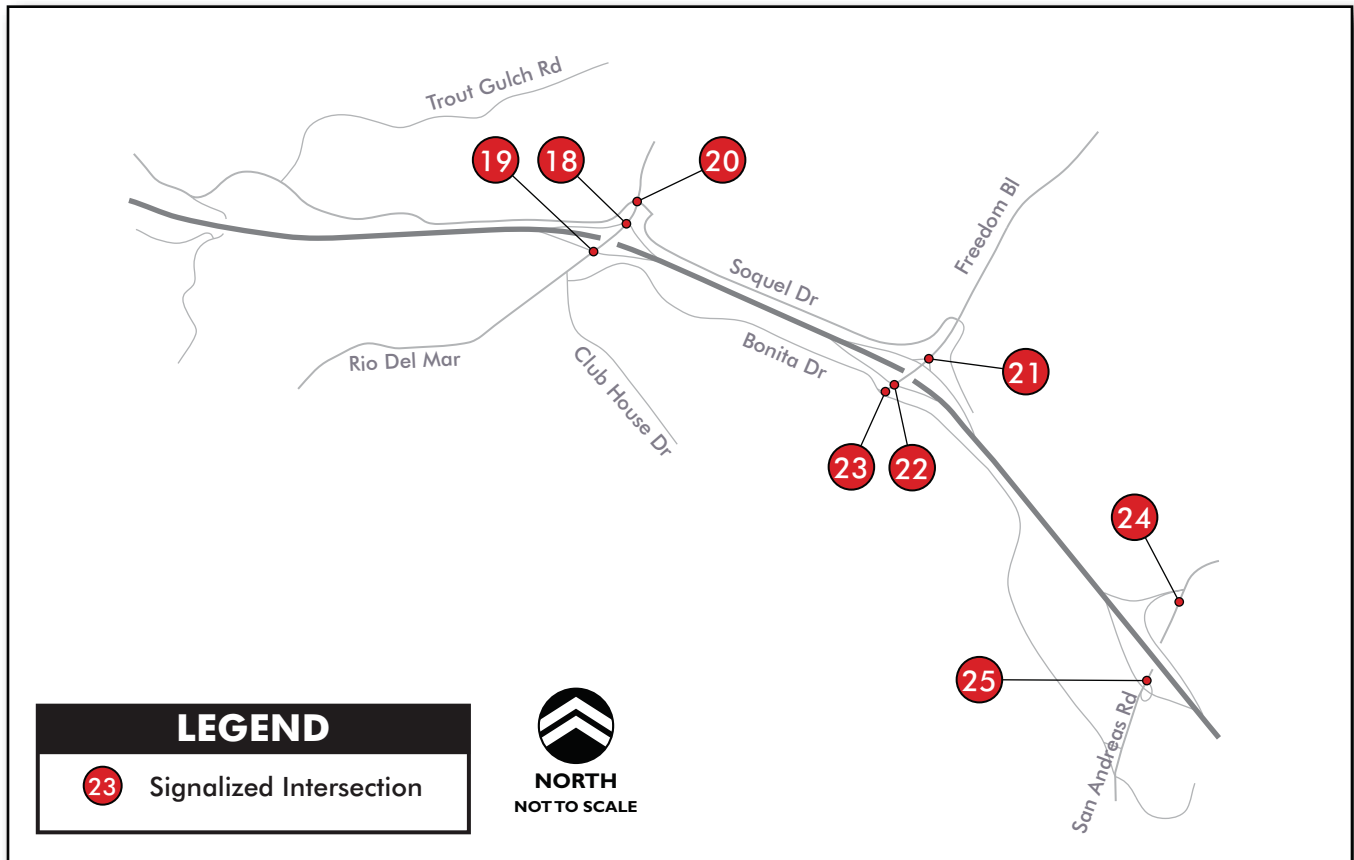 Trout Gulch Rd
19
18
20
Freedom Bl
Soquel Dr
Bonita Dr
Rio Del Mar
Club House Dr
21
23
22
24
25
San Andreas Rd
LEGEND
23 Signalized Intersection
NORTH
NOT TO SCALE